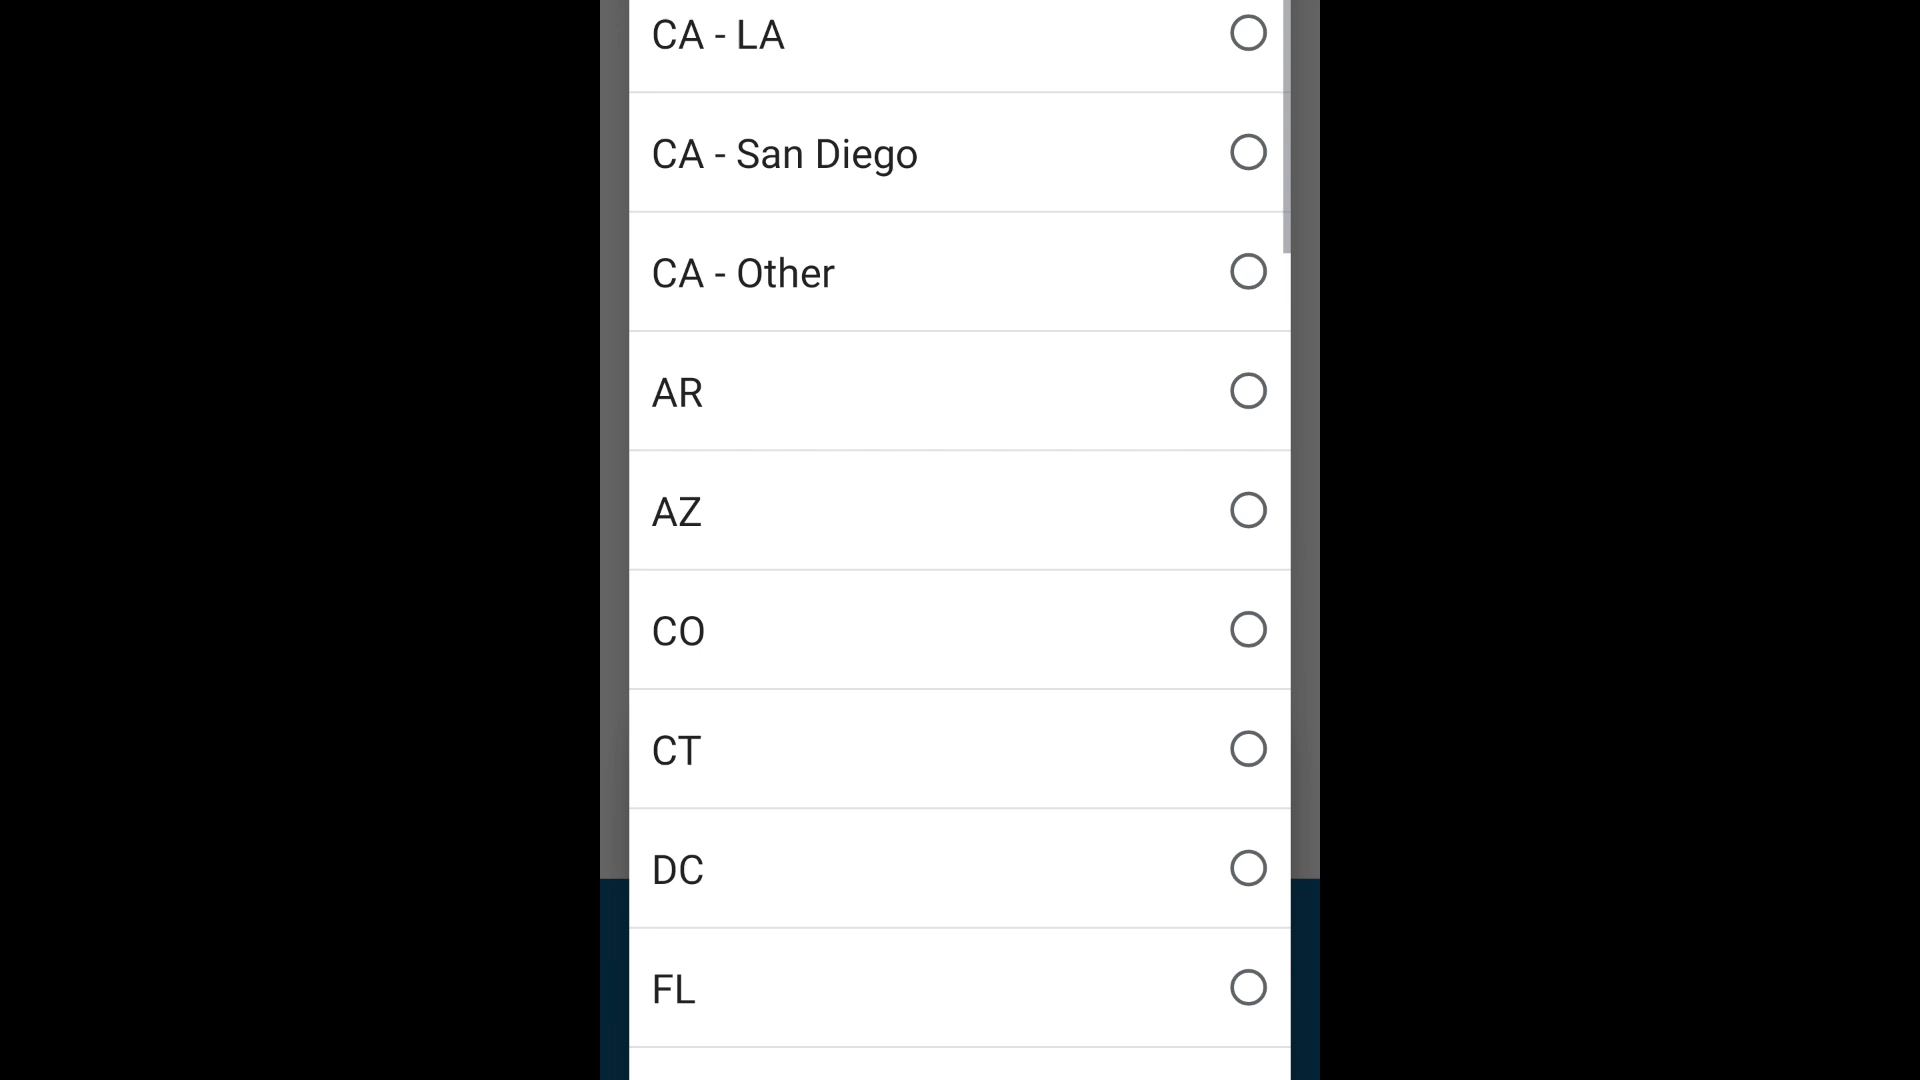 CA - LA
CA - San Diego
CA - Other
AR
AZ
CO
CT
DC
FL